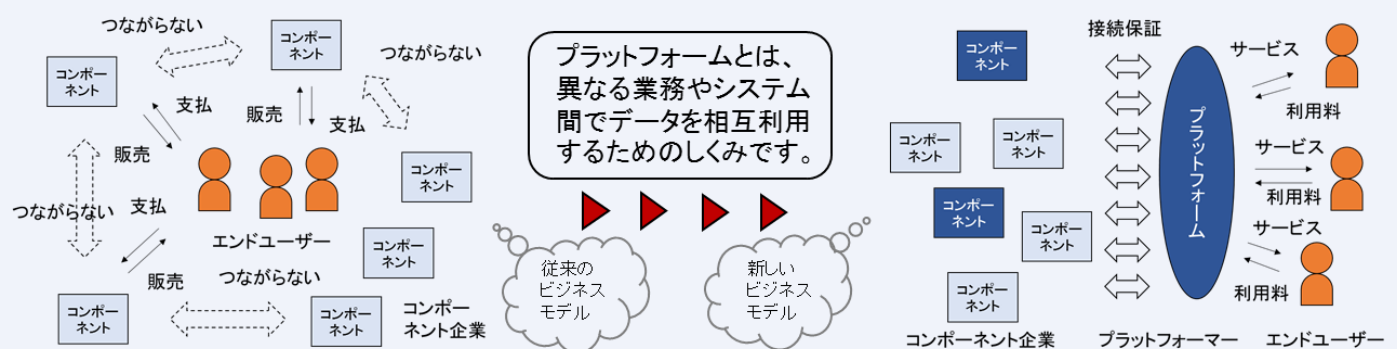 つながらない
コンポー
ネント
コンポー
ネント
つながらない
支払
販売
支払
販売
コンポー
ネント
つながらない
支払
エンドユーザー
コンポー
ネント
販売
つながらない
コンポー
ネント
コンポー
ネント
コンポー
ネント企業
プラットフォームとは、
異なる業務やシステム
間でデータを相互利用
するためのしくみです。
従来の
ビジネス
モデル
新しい
ビジネス
モデル
コンポー
ネント
コンポー
ネント
コンポー
ネント
コンポー
ネント
コンポー
ネント
コンポー
ネント
コンポーネント企業
接続保証
プラットフォーム
プラットフォーマー
サービス
利用料
サービス
利用料
サービス
利用料
エンドユーザー